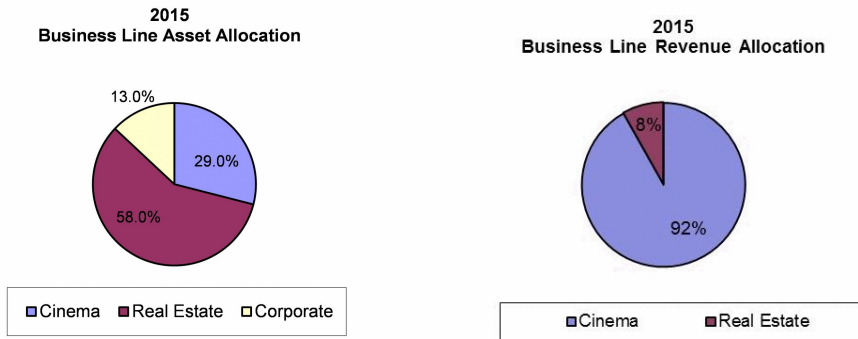 2015
Business Line Asset Allocation
13.0%
29.0%
58.0%
Cinema Real Estate Corporate
2015
Business Line Revenue Allocation
8%
92%
Cinema Real Estate